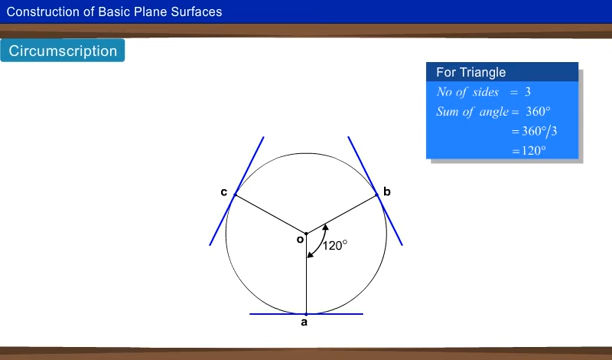 Construction of Basic Plane Surfaces
Circumscription
For Triangle
No of sides = 3
Sum of angle = 360°
= 360°/3
= 120°
c
b
o
120°
a